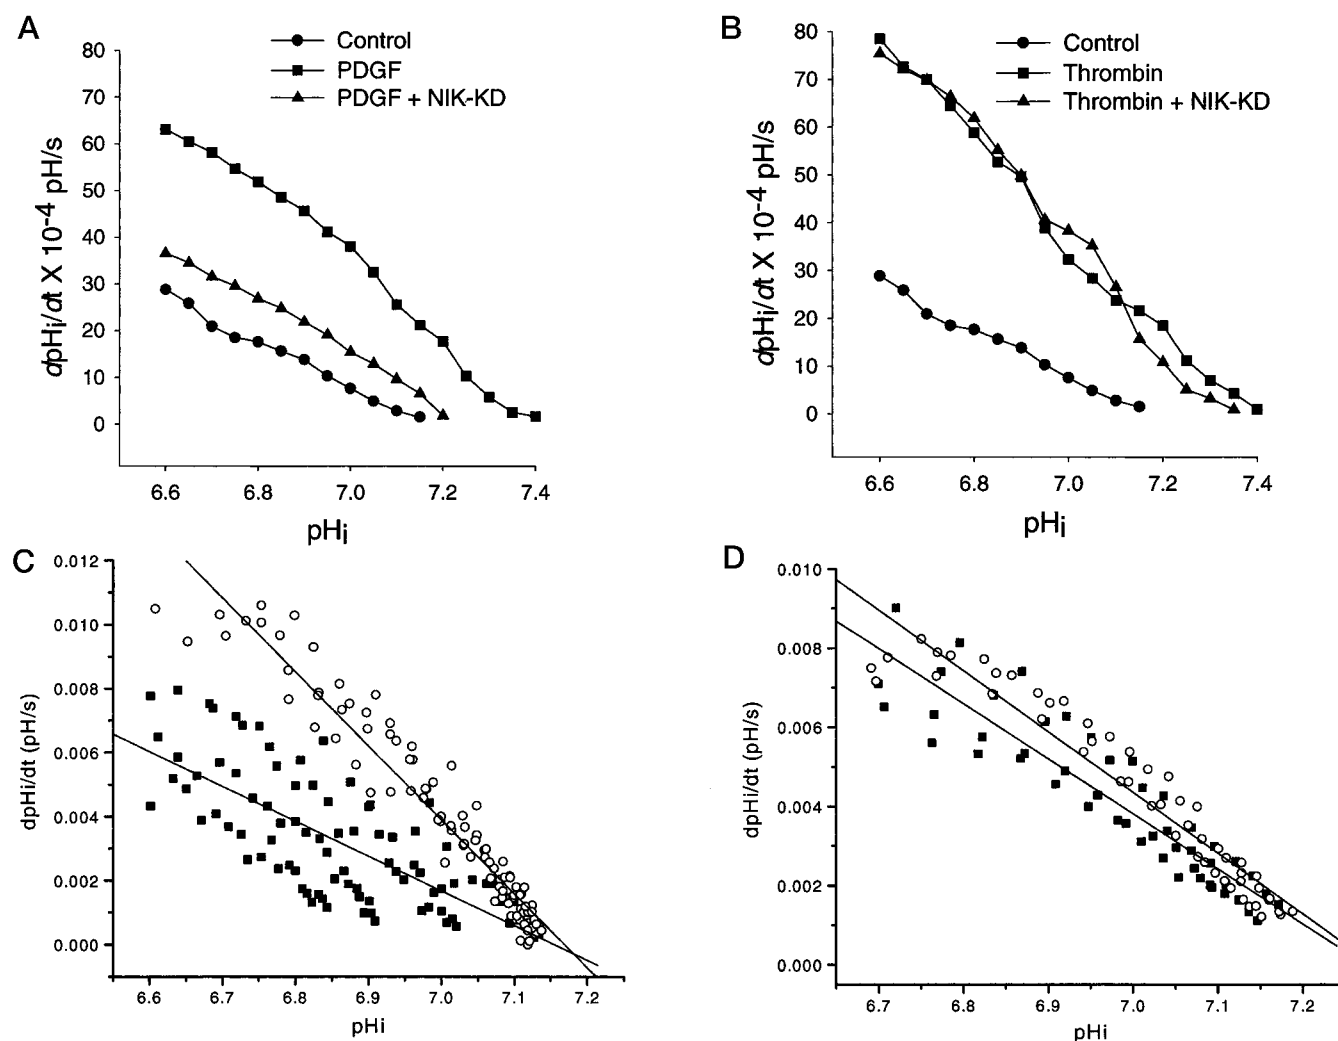 A
Control
PDGF
PDGF + NIK-KD
80
70
60
50
40
30
20
10
0
dpHi/dt X 10-4 pH/s
6.6 6.8 7.0 7.2 7.4
pHi
B
Control
Thrombin
Thrombin + NIK-KD
80
70
60
50
40
30
20
10
0
dpHi/dt X 10-4 pH/s
6.6 6.8 7.0 7.2 7.4
pHi
C
0.012
0.010
0.008
0.006
0.004
0.002
0.000
dpHi/dt (pH/s)
6.6 6.7 6.8 6.9 7.0 7.1 7.2
pHi
D
0.010
0.008
0.006
0.004
0.002
0.000
dpHi/dt (pH/s)
6.7 6.8 6.9 7.0 7.1 7.2
pHi